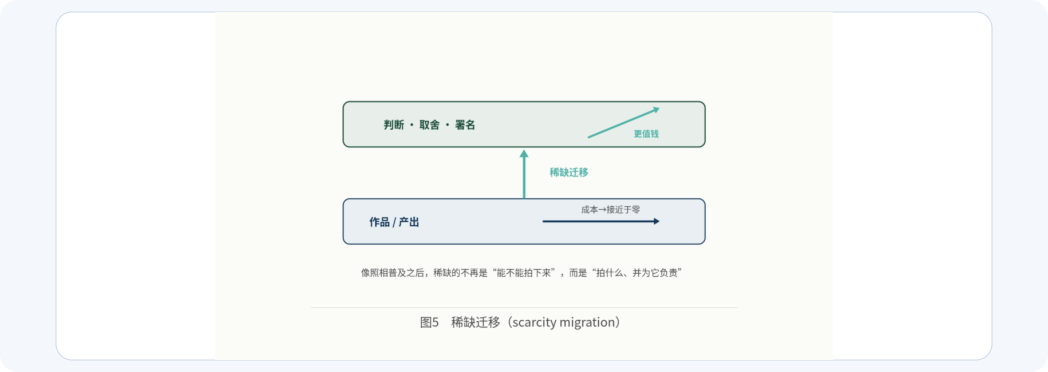 判断 · 取舍 · 署名
更值钱
稀缺迁移
作品 / 产出
成本→接近于零
像照相普及之后，稀缺的不再是“能不能拍下来”，而是“拍什么、并为它负责”
图5　稀缺迁移（scarcity migration）